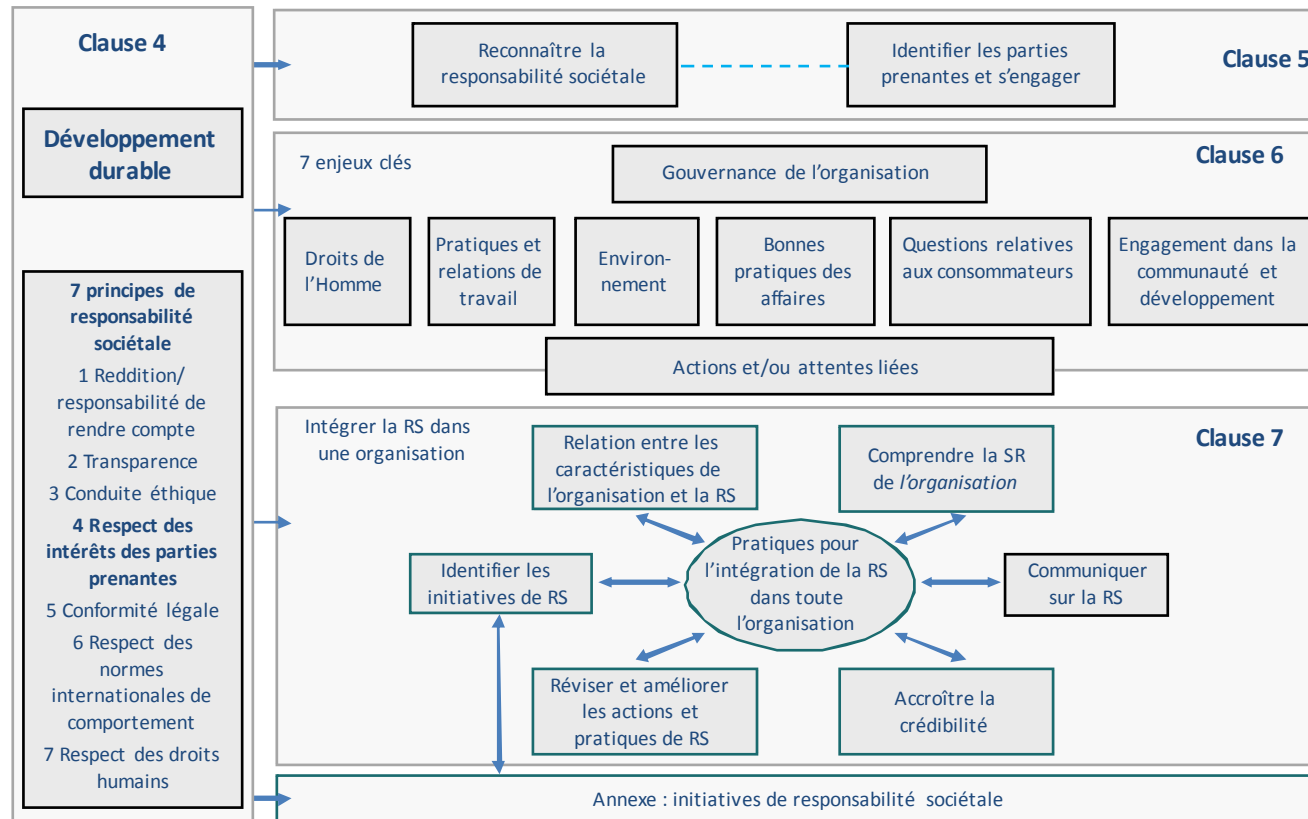 Clause 4
Développement
durable
7 principes de
responsabilité
sociétale
1 Reddition/
responsabilité de
rendre compte
2 Transparence
3 Conduite éthique
4 Respect des
intérêts des parties
prenantes
5 Conformité légale
6 Respect des
normes
internationales de
comportement
7 Respect des droits
humains
Reconnaître la
responsabilité sociétale
Identifier les parties
prenantes et s’engager
Clause 5
7 enjeux clés
Gouvernance de l’organisation
Clause 6
Droits de
l’Homme
Pratiques et
relations de
travail
Environ-
nement
Bonnes
pratiques des
affaires
Questions relatives
aux consommateurs
Engagement dans la
communauté et
développement
Actions et/ou attentes liées
Intégrer la RS dans
une organisation
Relation entre les
caractéristiques de
l’organisation et la RS
Comprendre la SR
de l’organisation
Clause 7
Identifier les
initiatives de RS
Pratiques pour
l’intégration de la RS
dans toute
l’organisation
Communiquer
sur la RS
Réviser et améliorer
les actions et
pratiques de RS
Accroître la
crédibilité
Annexe : initiatives de responsabilité sociétale